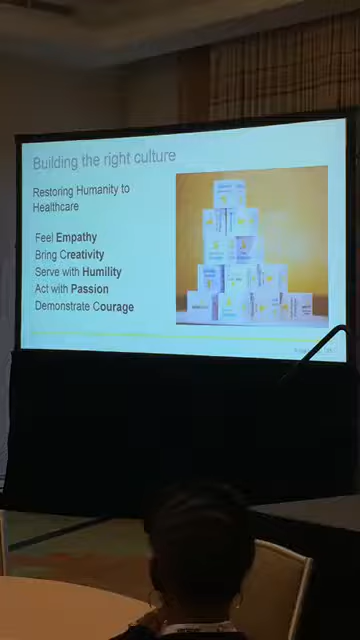 Building the right culture
Restoring Humanity to
Healthcare
Feel Empathy
Bring Creativity
Serve with Humility
Act with Passion
Demonstrate Courage